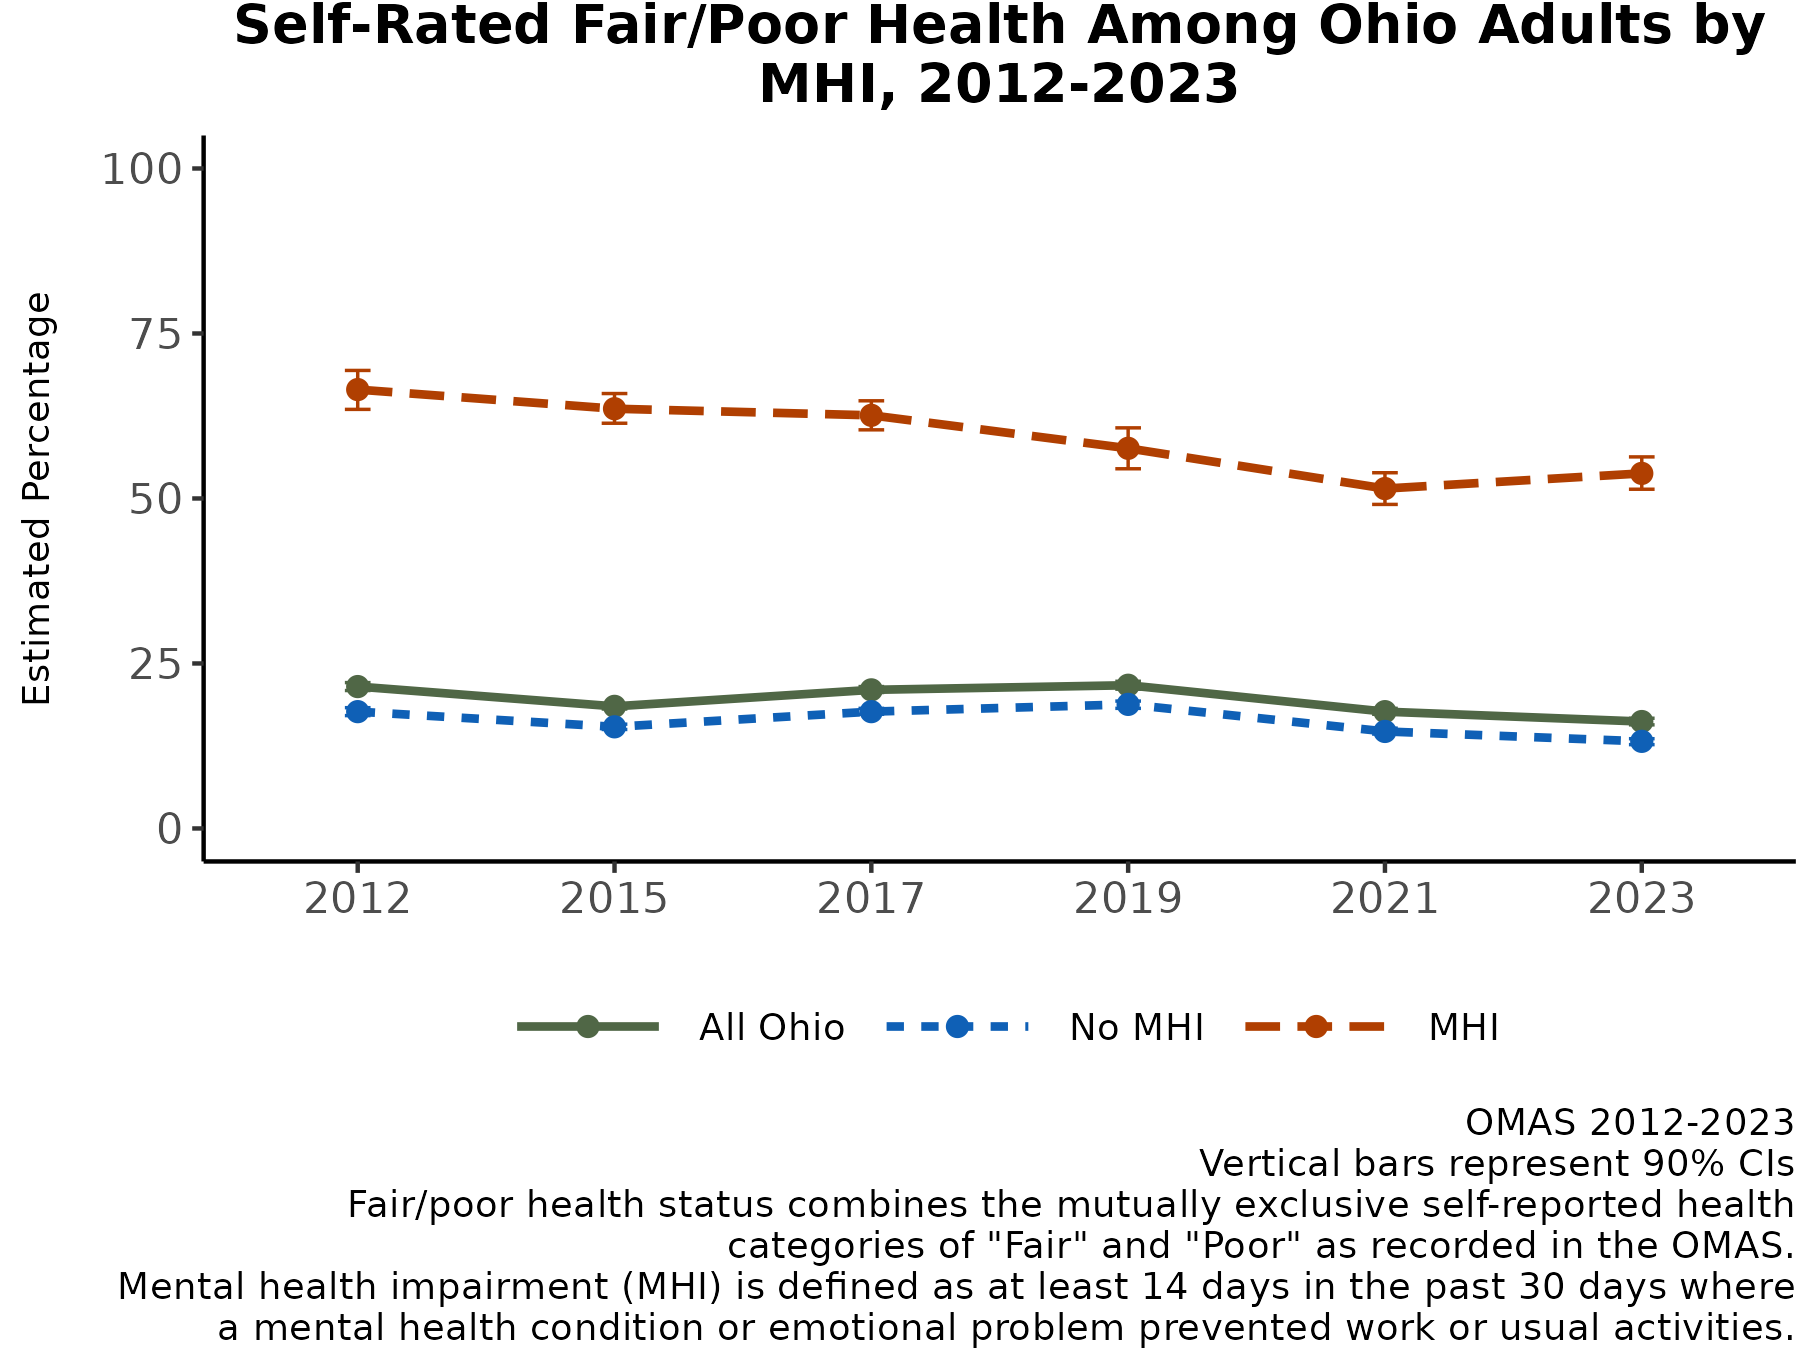 Self-Rated Fair/Poor Health Among Ohio Adults by
MHI, 2012-2023
Estimated Percentage
100
75
50
25
0
2012
2015
2017
2019
2021
2023
All Ohio
No MHI
MHI
OMAS 2012-2023
Vertical bars represent 90% CIs
Fair/poor health status combines the mutually exclusive self-reported health
categories of "Fair" and "Poor" as recorded in the OMAS.
Mental health impairment (MHI) is defined as at least 14 days in the past 30 days where
a mental health condition or emotional problem prevented work or usual activities.